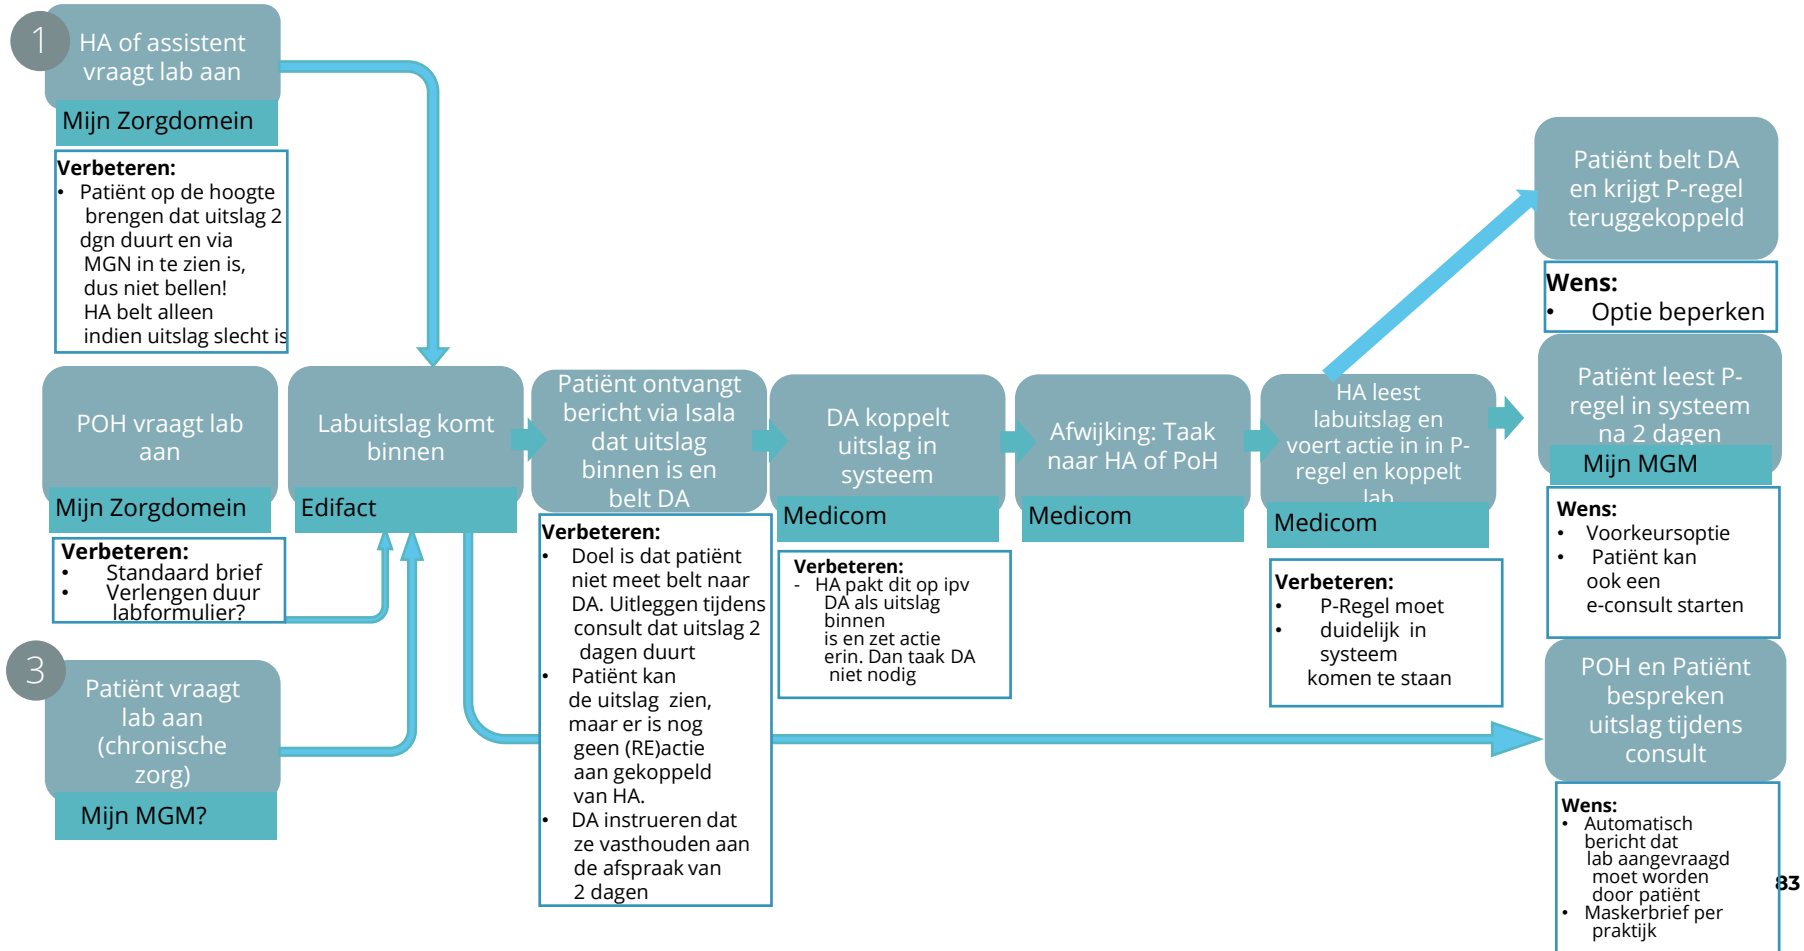 1
HA of assistent
vraagt lab aan
Mijn Zorgdomein
Verbeteren:
• Patiënt op de hoogte
brengen dat uitslag 2
dgn duurt en via
MGN in te zien is,
dus niet bellen!
HA belt alleen
indien uitslag slecht is
POH vraagt lab
aan
Mijn Zorgdomein
Verbeteren:
• Standaard brief
• Verlengen duur
labformulier?
3
Patiënt vraagt
lab aan
(chronische
zorg)
Mijn MGM?
Labuitslag komt
binnen
Edifact
Patiënt ontvangt
bericht via Isala
dat uitslag
binnen is en
belt DA
Verbeteren:
• Doel is dat patiënt
niet meet belt naar
DA. Uitleggen tijdens
consult dat uitslag 2
dagen duurt
• Patiënt kan
de uitslag zien,
maar er is nog
geen (RE)actie
aan gekoppeld
van HA.
• DA instrueren dat
ze vasthouden aan
de afspraak van
2 dagen
DA koppelt
uitslag in
systeem
Medicom
Verbeteren:
- HA pakt dit op ipv
DA als uitslag
binnen
is en zet actie
erin. Dan taak DA
niet nodig
Afwijking: Taak
naar HA of PoH
Medicom
HA leest
labuitslag en
voert actie in in P-
regel en koppelt
lab
Medicom
Verbeteren:
• P-Regel moet
• duidelijk in
systeem
komen te staan
Patiënt belt DA
en krijgt P-regel
teruggekoppeld
Wens:
• Optie beperken
Patiënt leest P-
regel in systeem
na 2 dagen
Mijn MGM
Wens:
• Voorkeursoptie
• Patiënt kan
ook een
e-consult starten
POH en Patiënt
bespreken
uitslag tijdens
consult
Wens:
• Automatisch
bericht dat
lab aangevraagd
moet worden
door patiënt
• Maskerbrief per
praktijk
83